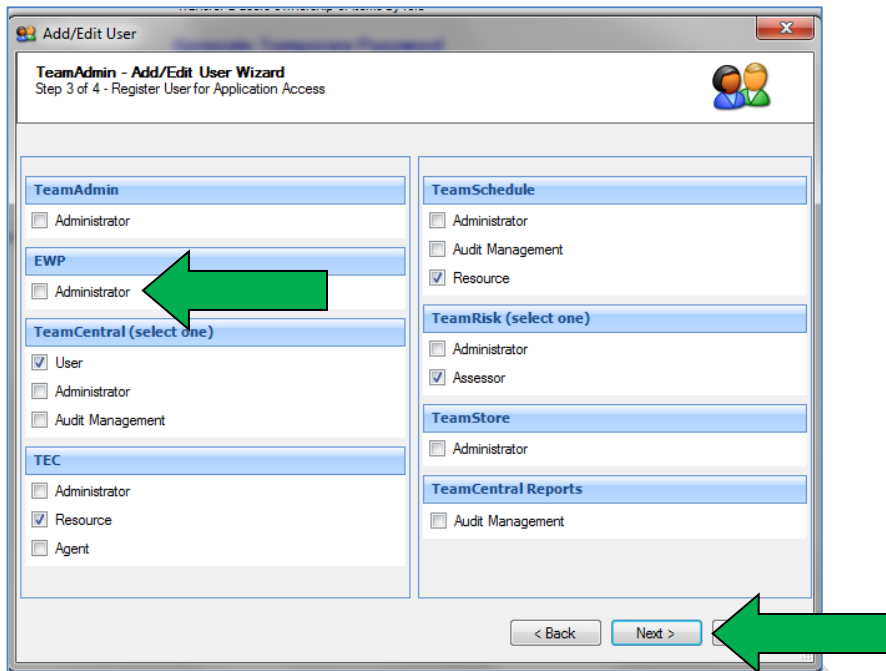 Add/Edit User
TeamAdmin - Add/Edit User Wizard
Step 3 of 4 - Register User for Application Access
TeamAdmin
Administrator
EWP
Administrator
TeamCentral (select one)
User
Administrator
Audit Management
TEC
Administrator
Resource
Agent
TeamSchedule
Administrator
Audit Management
Resource
TeamRisk (select one)
Administrator
Assessor
TeamStore
Administrator
TeamCentral Reports
Audit Management
< Back
Next >